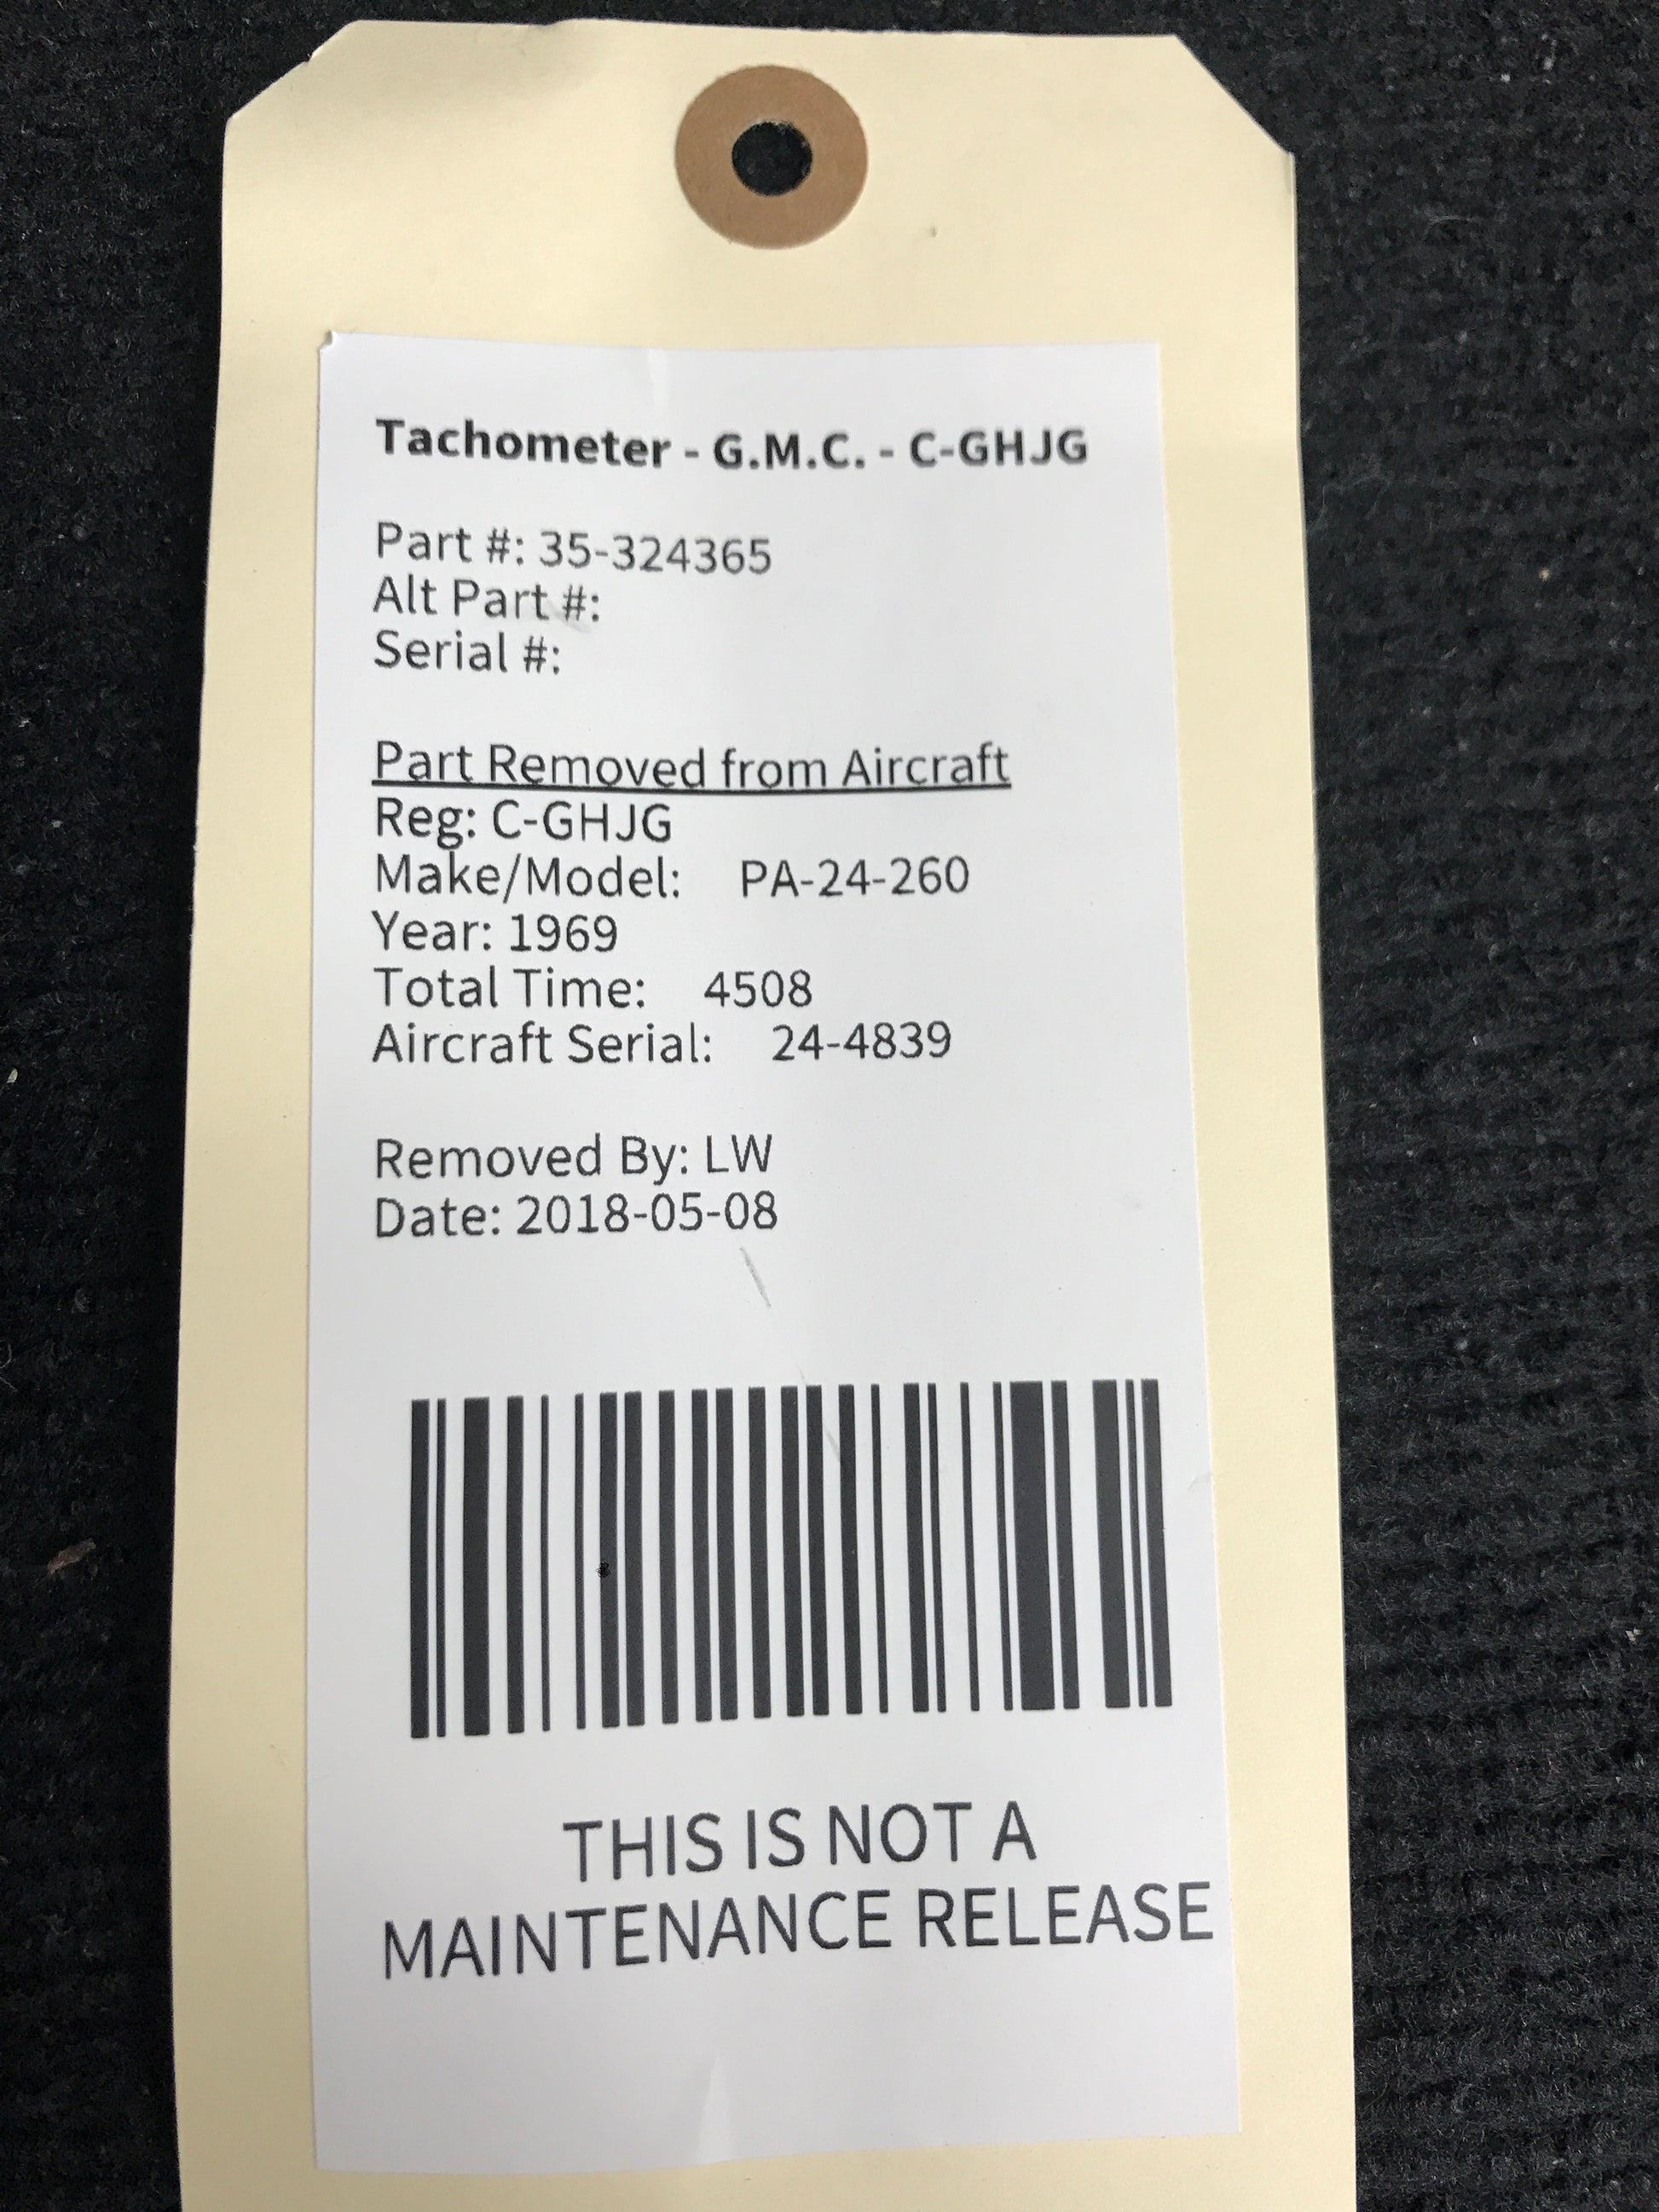 Tachometer - G.M.C. - C-GHJG
Part #: 35-324365
Alt Part #:
Serial #:
Part Removed from Aircraft
Reg: C-GHJG
Make/Model: PA-24-260
Year: 1969
Total Time: 4508
Aircraft Serial: 24-4839
Removed By: LW
Date: 2018-05-08
THIS IS NOT A
MAINTENANCE RELEASE